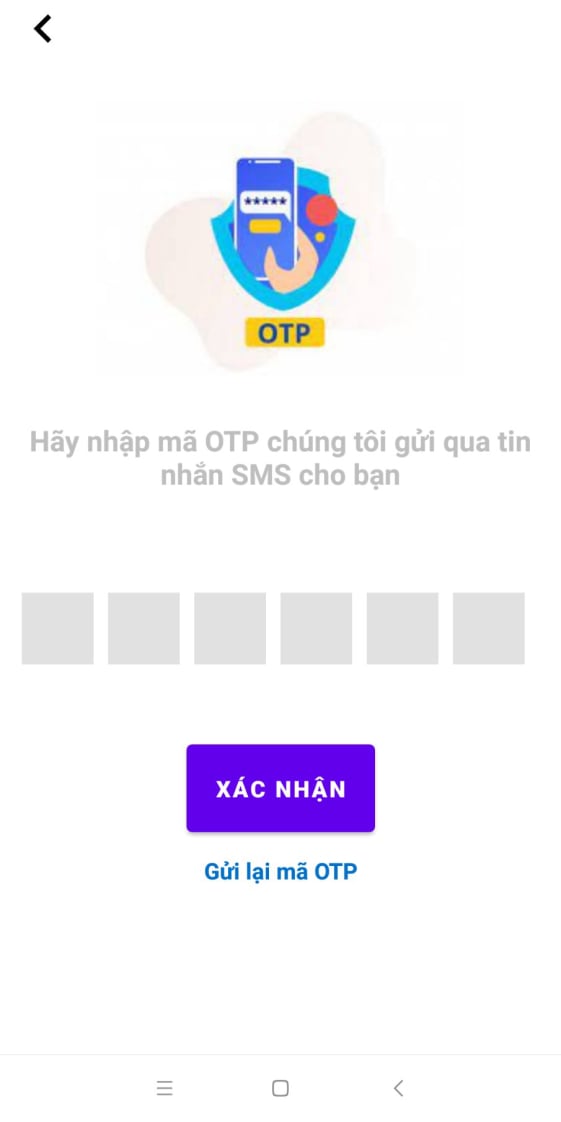 *****
OTP
Hãy nhập mã OTP chúng tôi gửi qua tin
nhắn SMS cho bạn
XÁC NHẬN
Gửi lại mã OTP